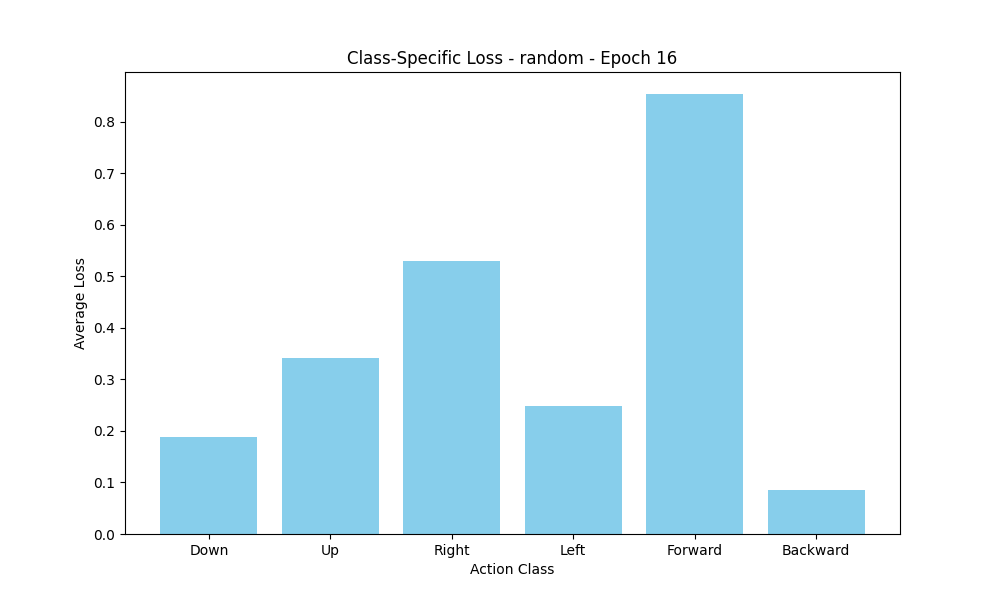 Class-Specific Loss - random - Epoch 16
Average Loss
0.8
0.7
0.6
0.5
0.4
0.3
0.2
0.1
0.0
Down Up Right Left Forward Backward
Action Class